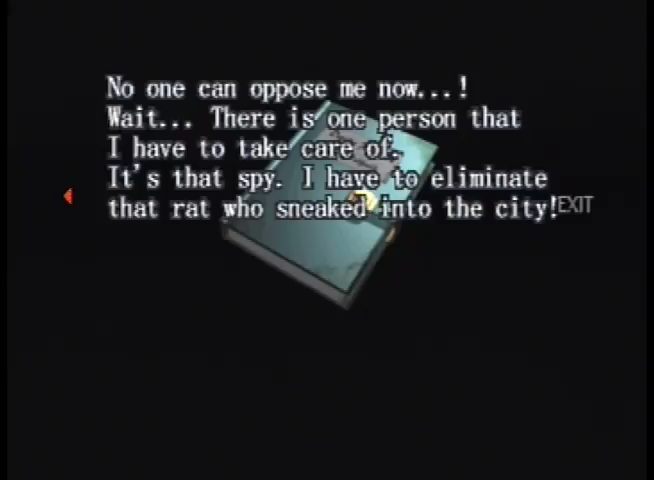 No one can oppose me now...!
Wait... There is one person that
I have to take care of.
It's that spy. I have to eliminate
that rat who sneaked into the city!
EXIT